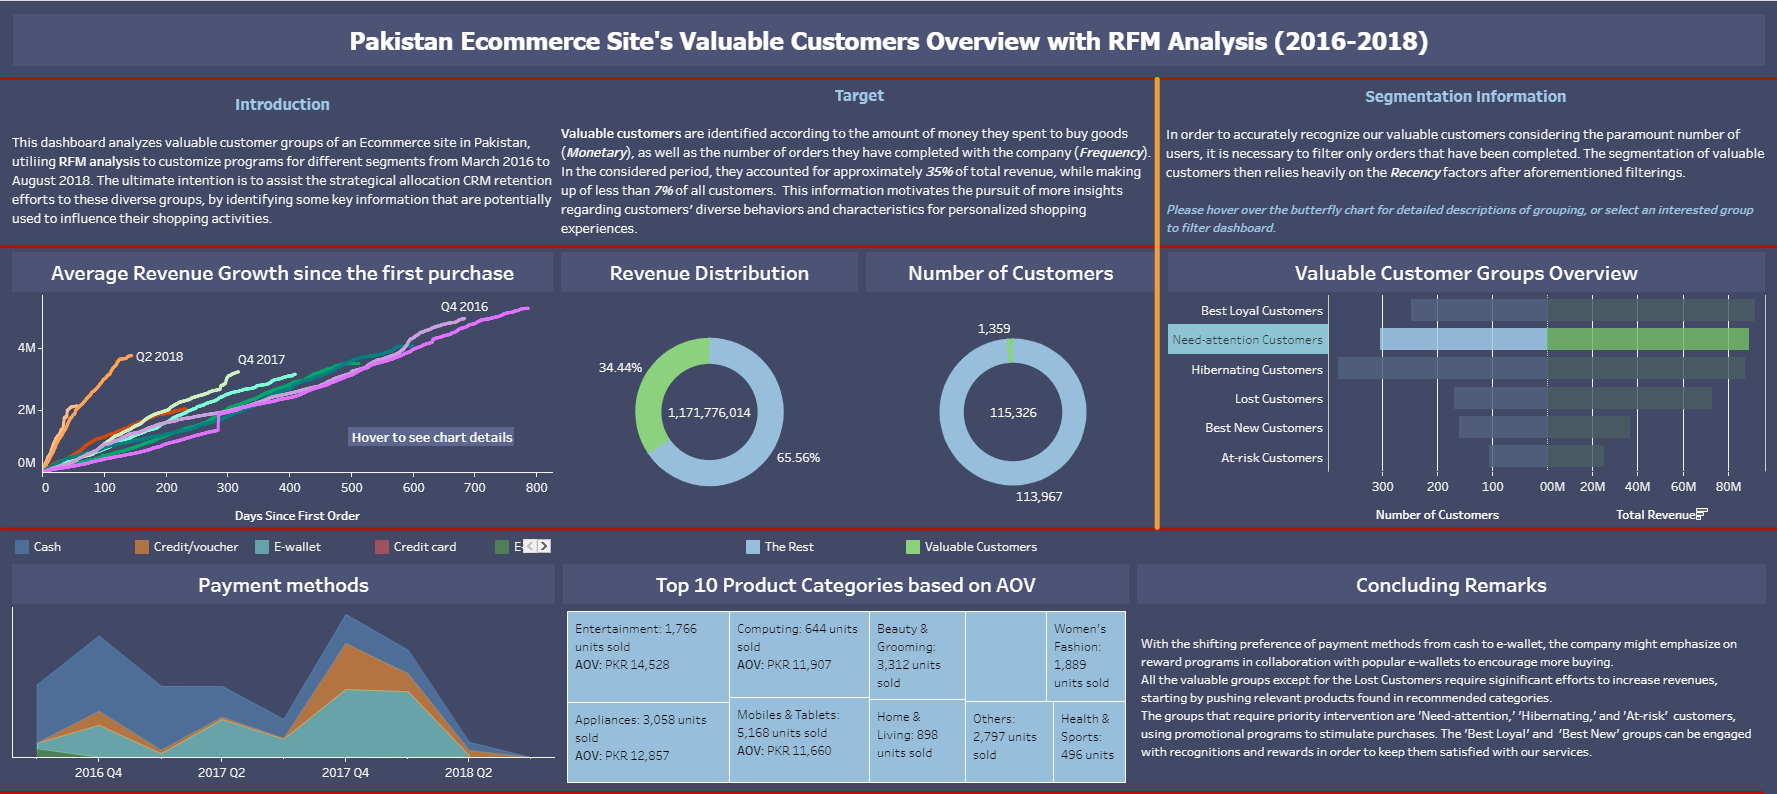 Pakistan Ecommerce Site's Valuable Customers Overview with RFM Analysis (2016-2018)
Introduction
This dashboard analyzes valuable customer groups of an Ecommerce site in Pakistan,
utiliing RFM analysis to customize programs for different segments from March 2016 to
August 2018. The ultimate intention is to assist the strategical allocation CRM retention
efforts to these diverse groups, by identifying some key information that are potentially
used to influence their shopping activities.
Target
Valuable customers are identified according to the amount of money they spent to buy goods
(Monetary), as well as the number of orders they have completed with the company (Frequency).
In the considered period, they accounted for approximately 35% of total revenue, while making
up of less than 7% of all customers. This information motivates the pursuit of more insights
regarding customers' diverse behaviors and characteristics for personalized shopping
experiences.
Segmentation Information
In order to accurately recognize our valuable customers considering the paramount number of
users, it is necessary to filter only orders that have been completed. The segmentation of valuable
customers then relies heavily on the Recency factors after aforementioned filterings.
Please hover over the butterfly chart for detailed descriptions of grouping, or select an interested group
to filter dashboard.
Average Revenue Growth since the first purchase
Q4 2016
4M
Q2 2018
Q4 2017
2M
Hover to see chart details
0M
0 100 200 300 400 500 600 700 800
Days Since First Order
Revenue Distribution
34.44%
1,171,776,014
65.56%
Number of Customers
1,359
115,326
113,967
Valuable Customer Groups Overview
Best Loyal Customers
Need-attention Customers
Hibernating Customers
Lost Customers
Best New Customers
At-risk Customers
300 200 100 00M 20M 40M 60M 80M
Number of Customers Total Revenue
Cash Credit/voucher E-wallet Credit card E-
The Rest Valuable Customers
Payment methods
2016 Q4 2017 Q2 2017 Q4 2018 Q2
Top 10 Product Categories based on AOV
Entertainment: 1,766
units sold
AOV: PKR 14,528
Appliances: 3,058 units
sold
AOV: PKR 12,857
Computing: 644 units
sold
AOV: PKR 11,907
Mobiles & Tablets:
5,168 units sold
AOV: PKR 11,660
Beauty &
Grooming:
3,312 units
sold
Home &
Living: 898
units sold
Women's
Fashion:
1,889
units sold
Others:
2,797 units
sold
Health &
Sports:
496 units
Concluding Remarks
With the shifting preference of payment methods from cash to e-wallet, the company might emphasize on
reward programs in collaboration with popular e-wallets to encourage more buying.
All the valuable groups except for the Lost Customers require siginificant efforts to increase revenues,
starting by pushing relevant products found in recommended categories.
The groups that require priority intervention are 'Need-attention,' 'Hibernating,' and 'At-risk' customers,
using promotional programs to stimulate purchases. The 'Best Loyal' and 'Best New' groups can be engaged
with recognitions and rewards in order to keep them satisfied with our services.